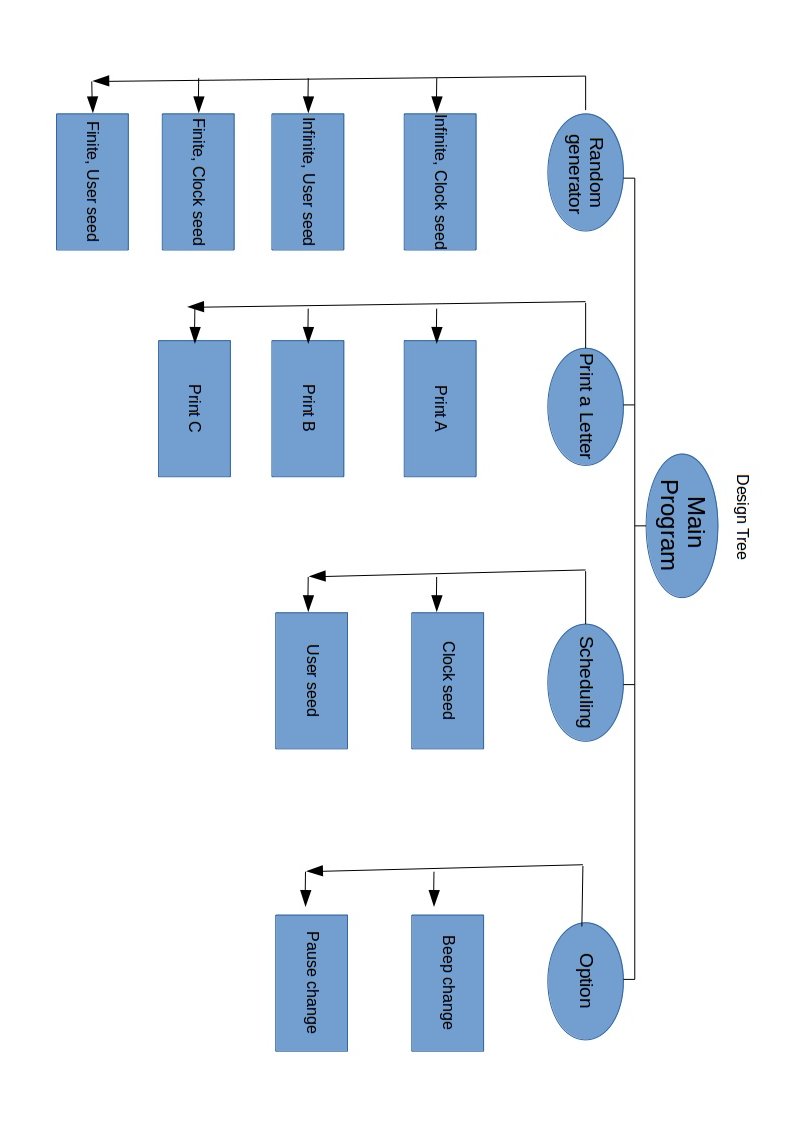 Design Tree
Main
Program
Random
generator
Print a Letter
Scheduling
Option
Infinite, Clock seed
Print A
Clock seed
Beep change
Infinite, User seed
Print B
User seed
Pause change
Finite, Clock seed
Print C
Finite, User seed